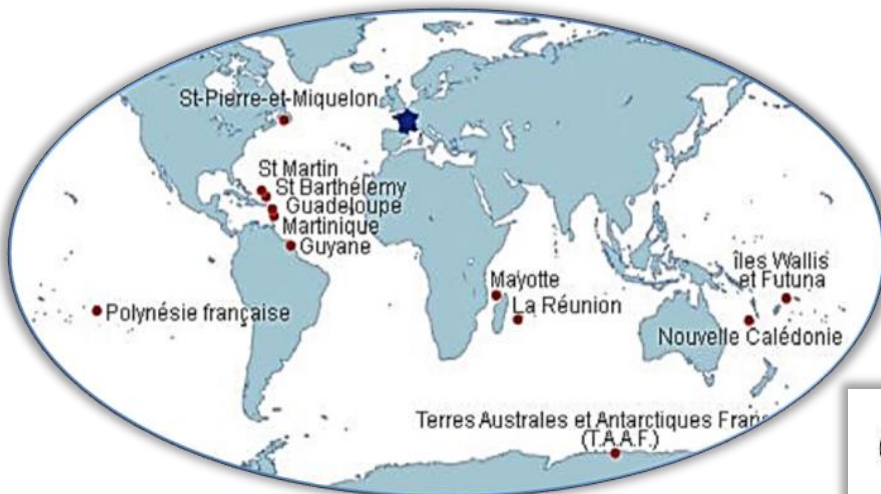 St-Pierre-et-Miquelon
St Martin
St Barthélemy
Guadeloupe
Martinique
Guyane
Mayotte
La Réunion
îles Wallis
et Futuna
Polynésie française
Nouvelle Calédonie
Terres Australes et Antarctiques Fran
(T.A.A.F.)